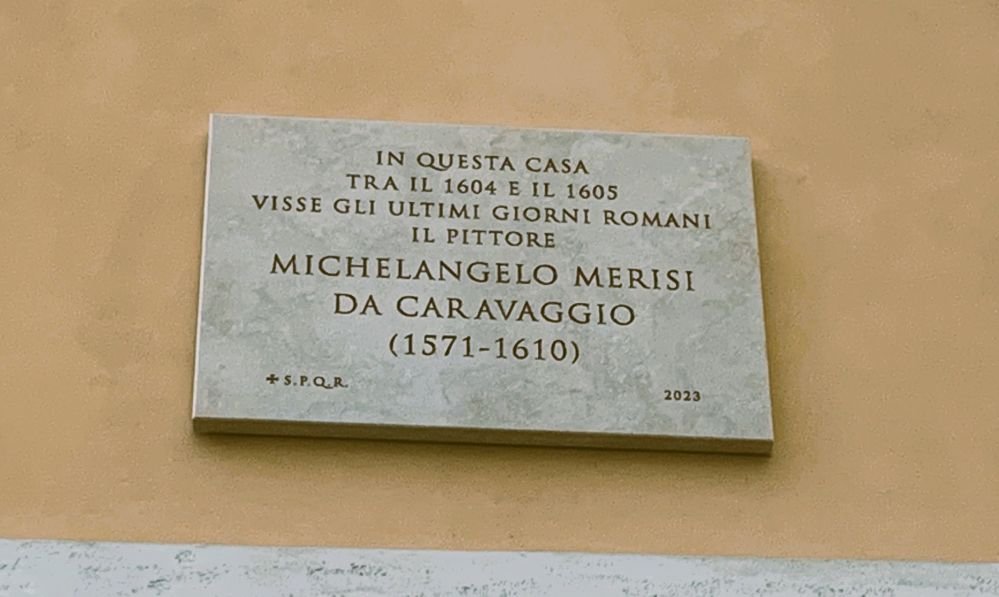 IN QUESTA CASA
TRA IL 1604 E IL 1605
VISSE GLI ULTIMI GIORNI ROMANI
IL PITTORE
MICHELANGELO MERISI
DA CARAVAGGIO
(1571-1610)
✢ S.P.Q.R. 2023